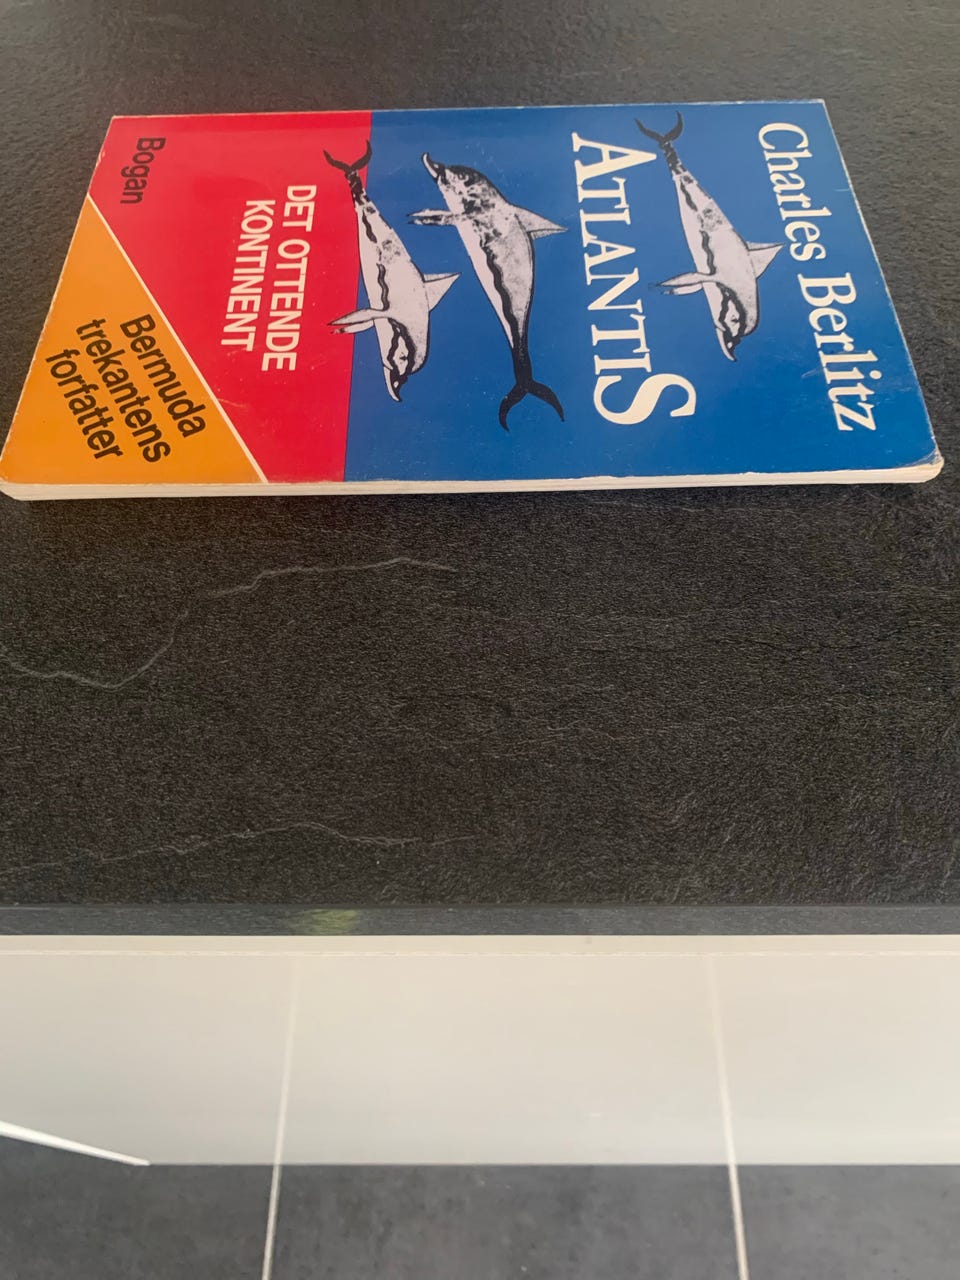 Charles Berlitz
ATLANTIS
DET OTTENDE
KONTINENT
Bogan
Bermuda
trekantens
forfatter